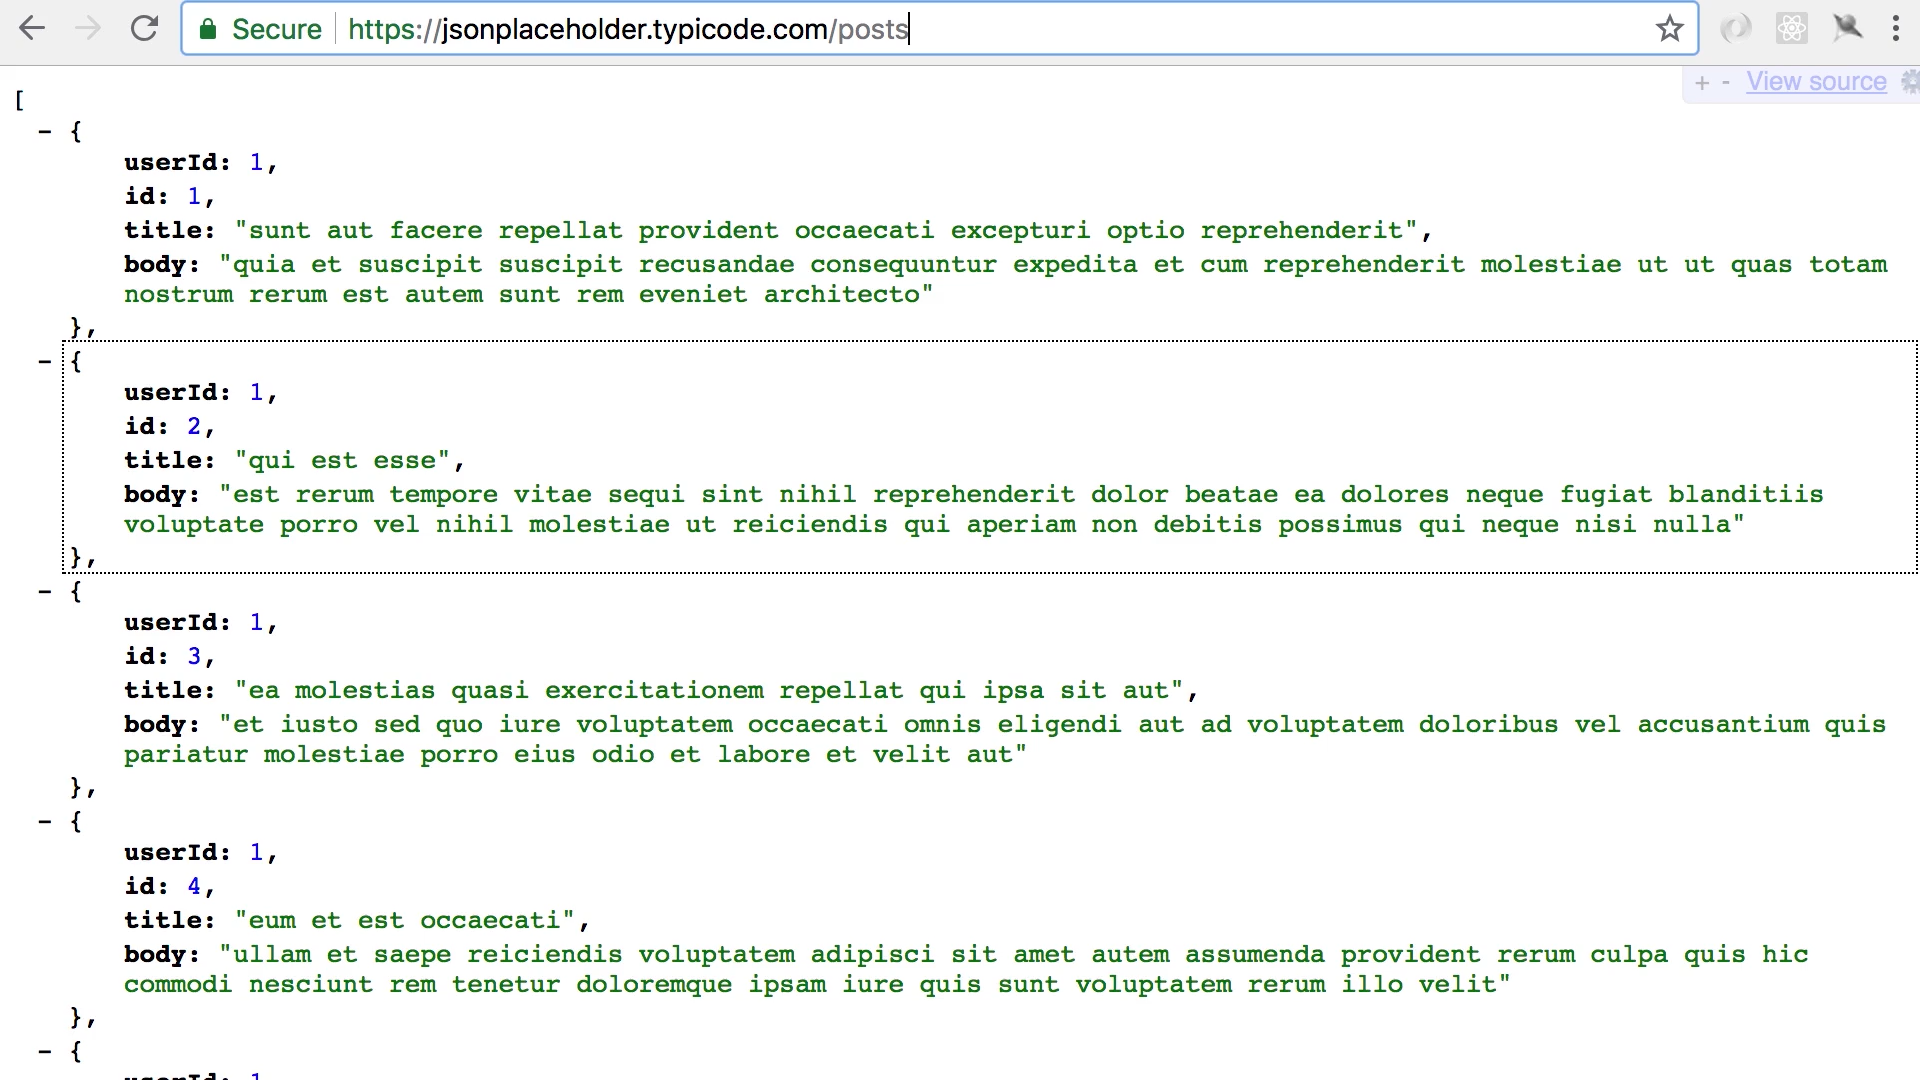 Secure https://jsonplaceholder.typicode.com/posts
+ - View source
[
- {
userId: 1,
id: 1,
title: "sunt aut facere repellat provident occaecati excepturi optio reprehenderit",
body: "quia et suscipit suscipit recusandae consequuntur expedita et cum reprehenderit molestiae ut ut quas totam
nostrum rerum est autem sunt rem eveniet architecto"
},
- {
userId: 1,
id: 2,
title: "qui est esse",
body: "est rerum tempore vitae sequi sint nihil reprehenderit dolor beatae ea dolores neque fugiat blanditiis
voluptate porro vel nihil molestiae ut reiciendis qui aperiam non debitis possimus qui neque nisi nulla"
},
- {
userId: 1,
id: 3,
title: "ea molestias quasi exercitationem repellat qui ipsa sit aut",
body: "et iusto sed quo iure voluptatem occaecati omnis eligendi aut ad voluptatem doloribus vel accusantium quis
pariatur molestiae porro eius odio et labore et velit aut"
},
- {
userId: 1,
id: 4,
title: "eum et est occaecati",
body: "ullam et saepe reiciendis voluptatem adipisci sit amet autem assumenda provident rerum culpa quis hic
commodi nesciunt rem tenetur doloremque ipsam iure quis sunt voluptatem rerum illo velit"
},
- {
userId: 1